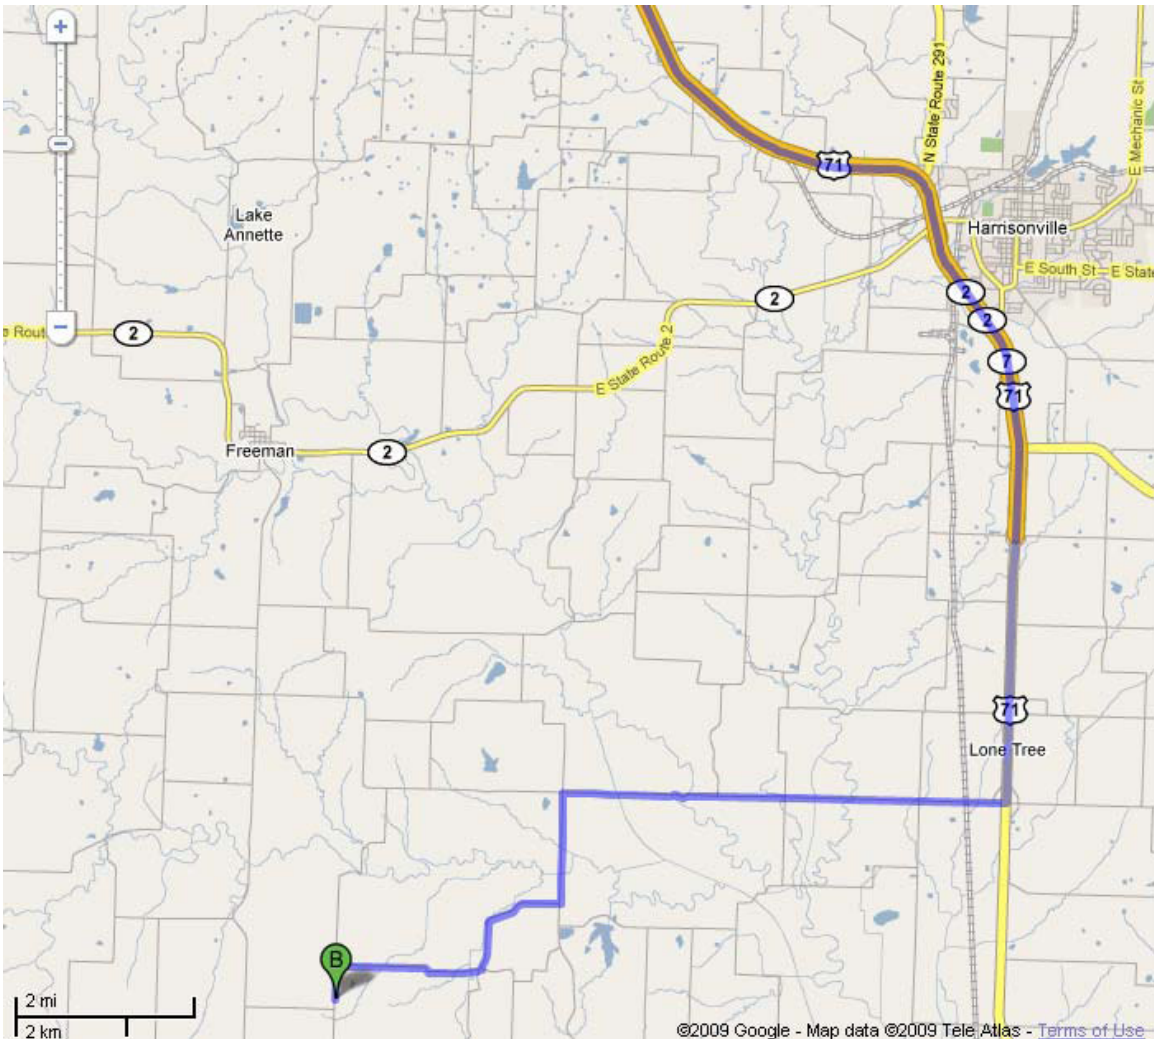 +
N State Route 291
E Mechanic St
71
Lake
Annette
Harrisonville
E South St
E State
2
2
2
−
e Rout
2
7
E State Route 2
71
Freeman
2
71
Lone Tree
B
2 mi
2 km
©2009 Google - Map data ©2009 Tele Atlas - Terms of Use